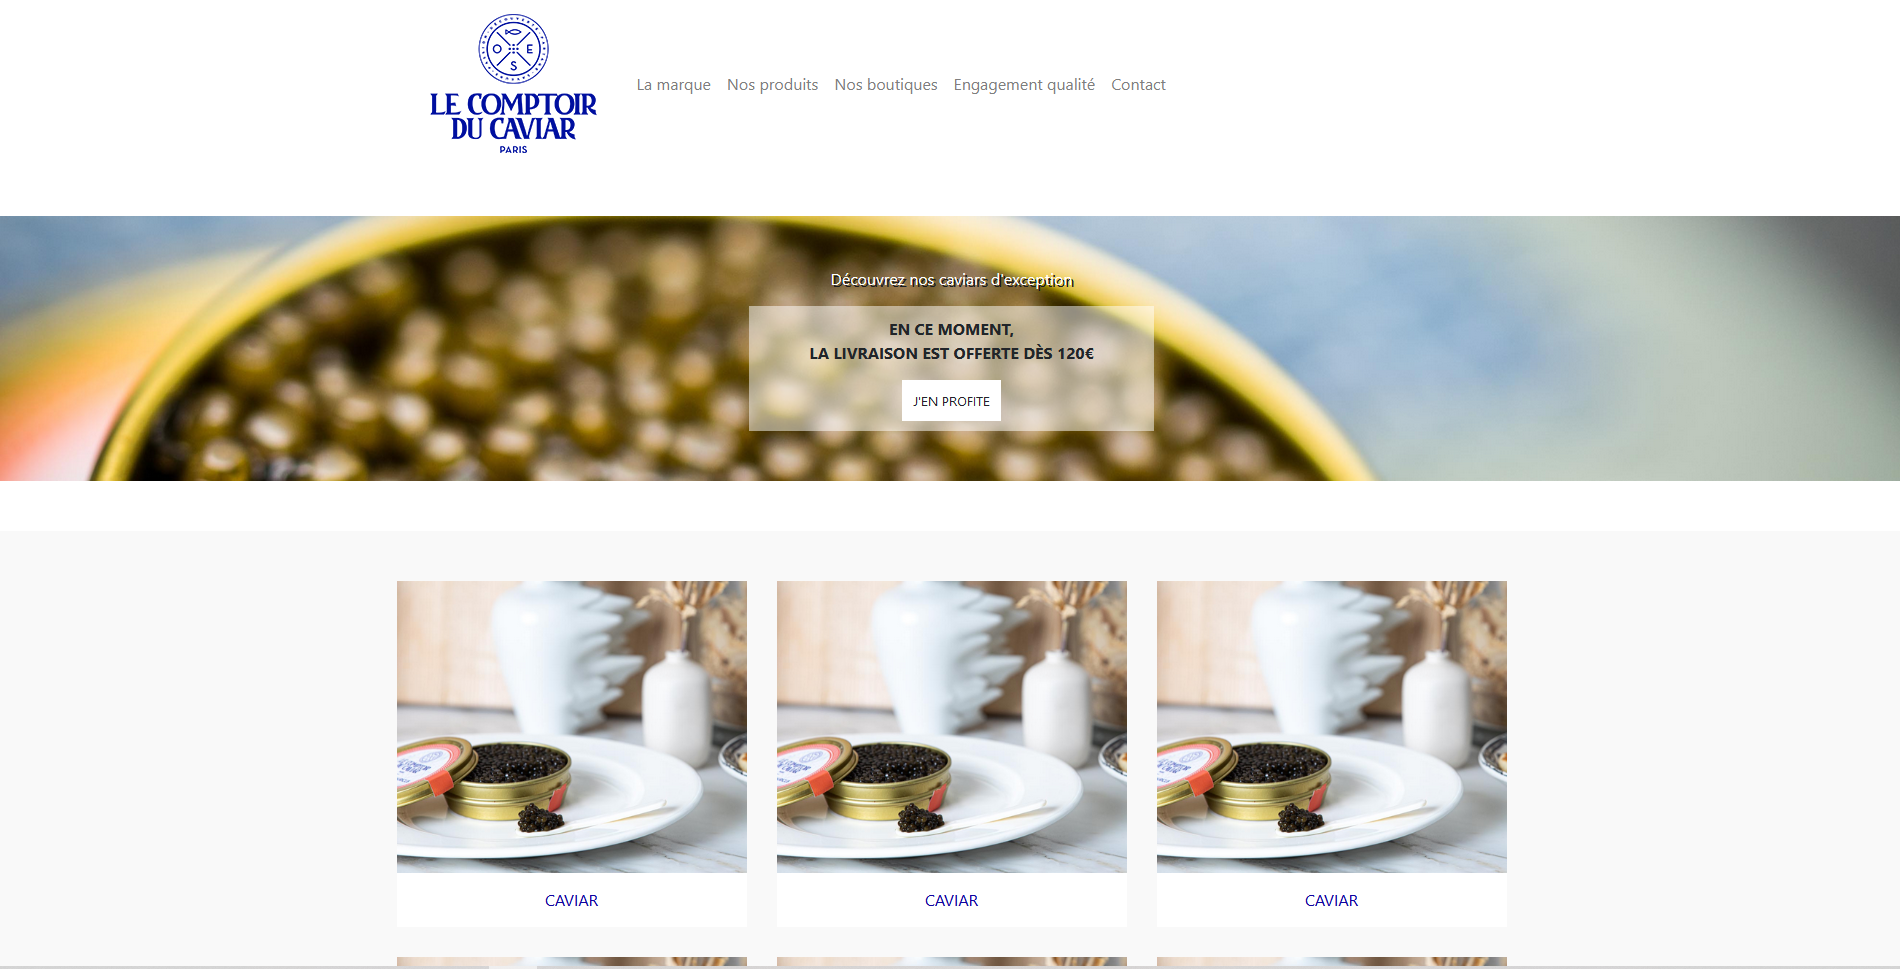 O E
S
LE COMPTOIR
DU CAVIAR
PARIS
La marque Nos produits Nos boutiques Engagement qualité Contact
Découvrez nos caviars d'exception
EN CE MOMENT,
LA LIVRAISON EST OFFERTE DÈS 120€
J'EN PROFITE
CAVIAR CAVIAR CAVIAR